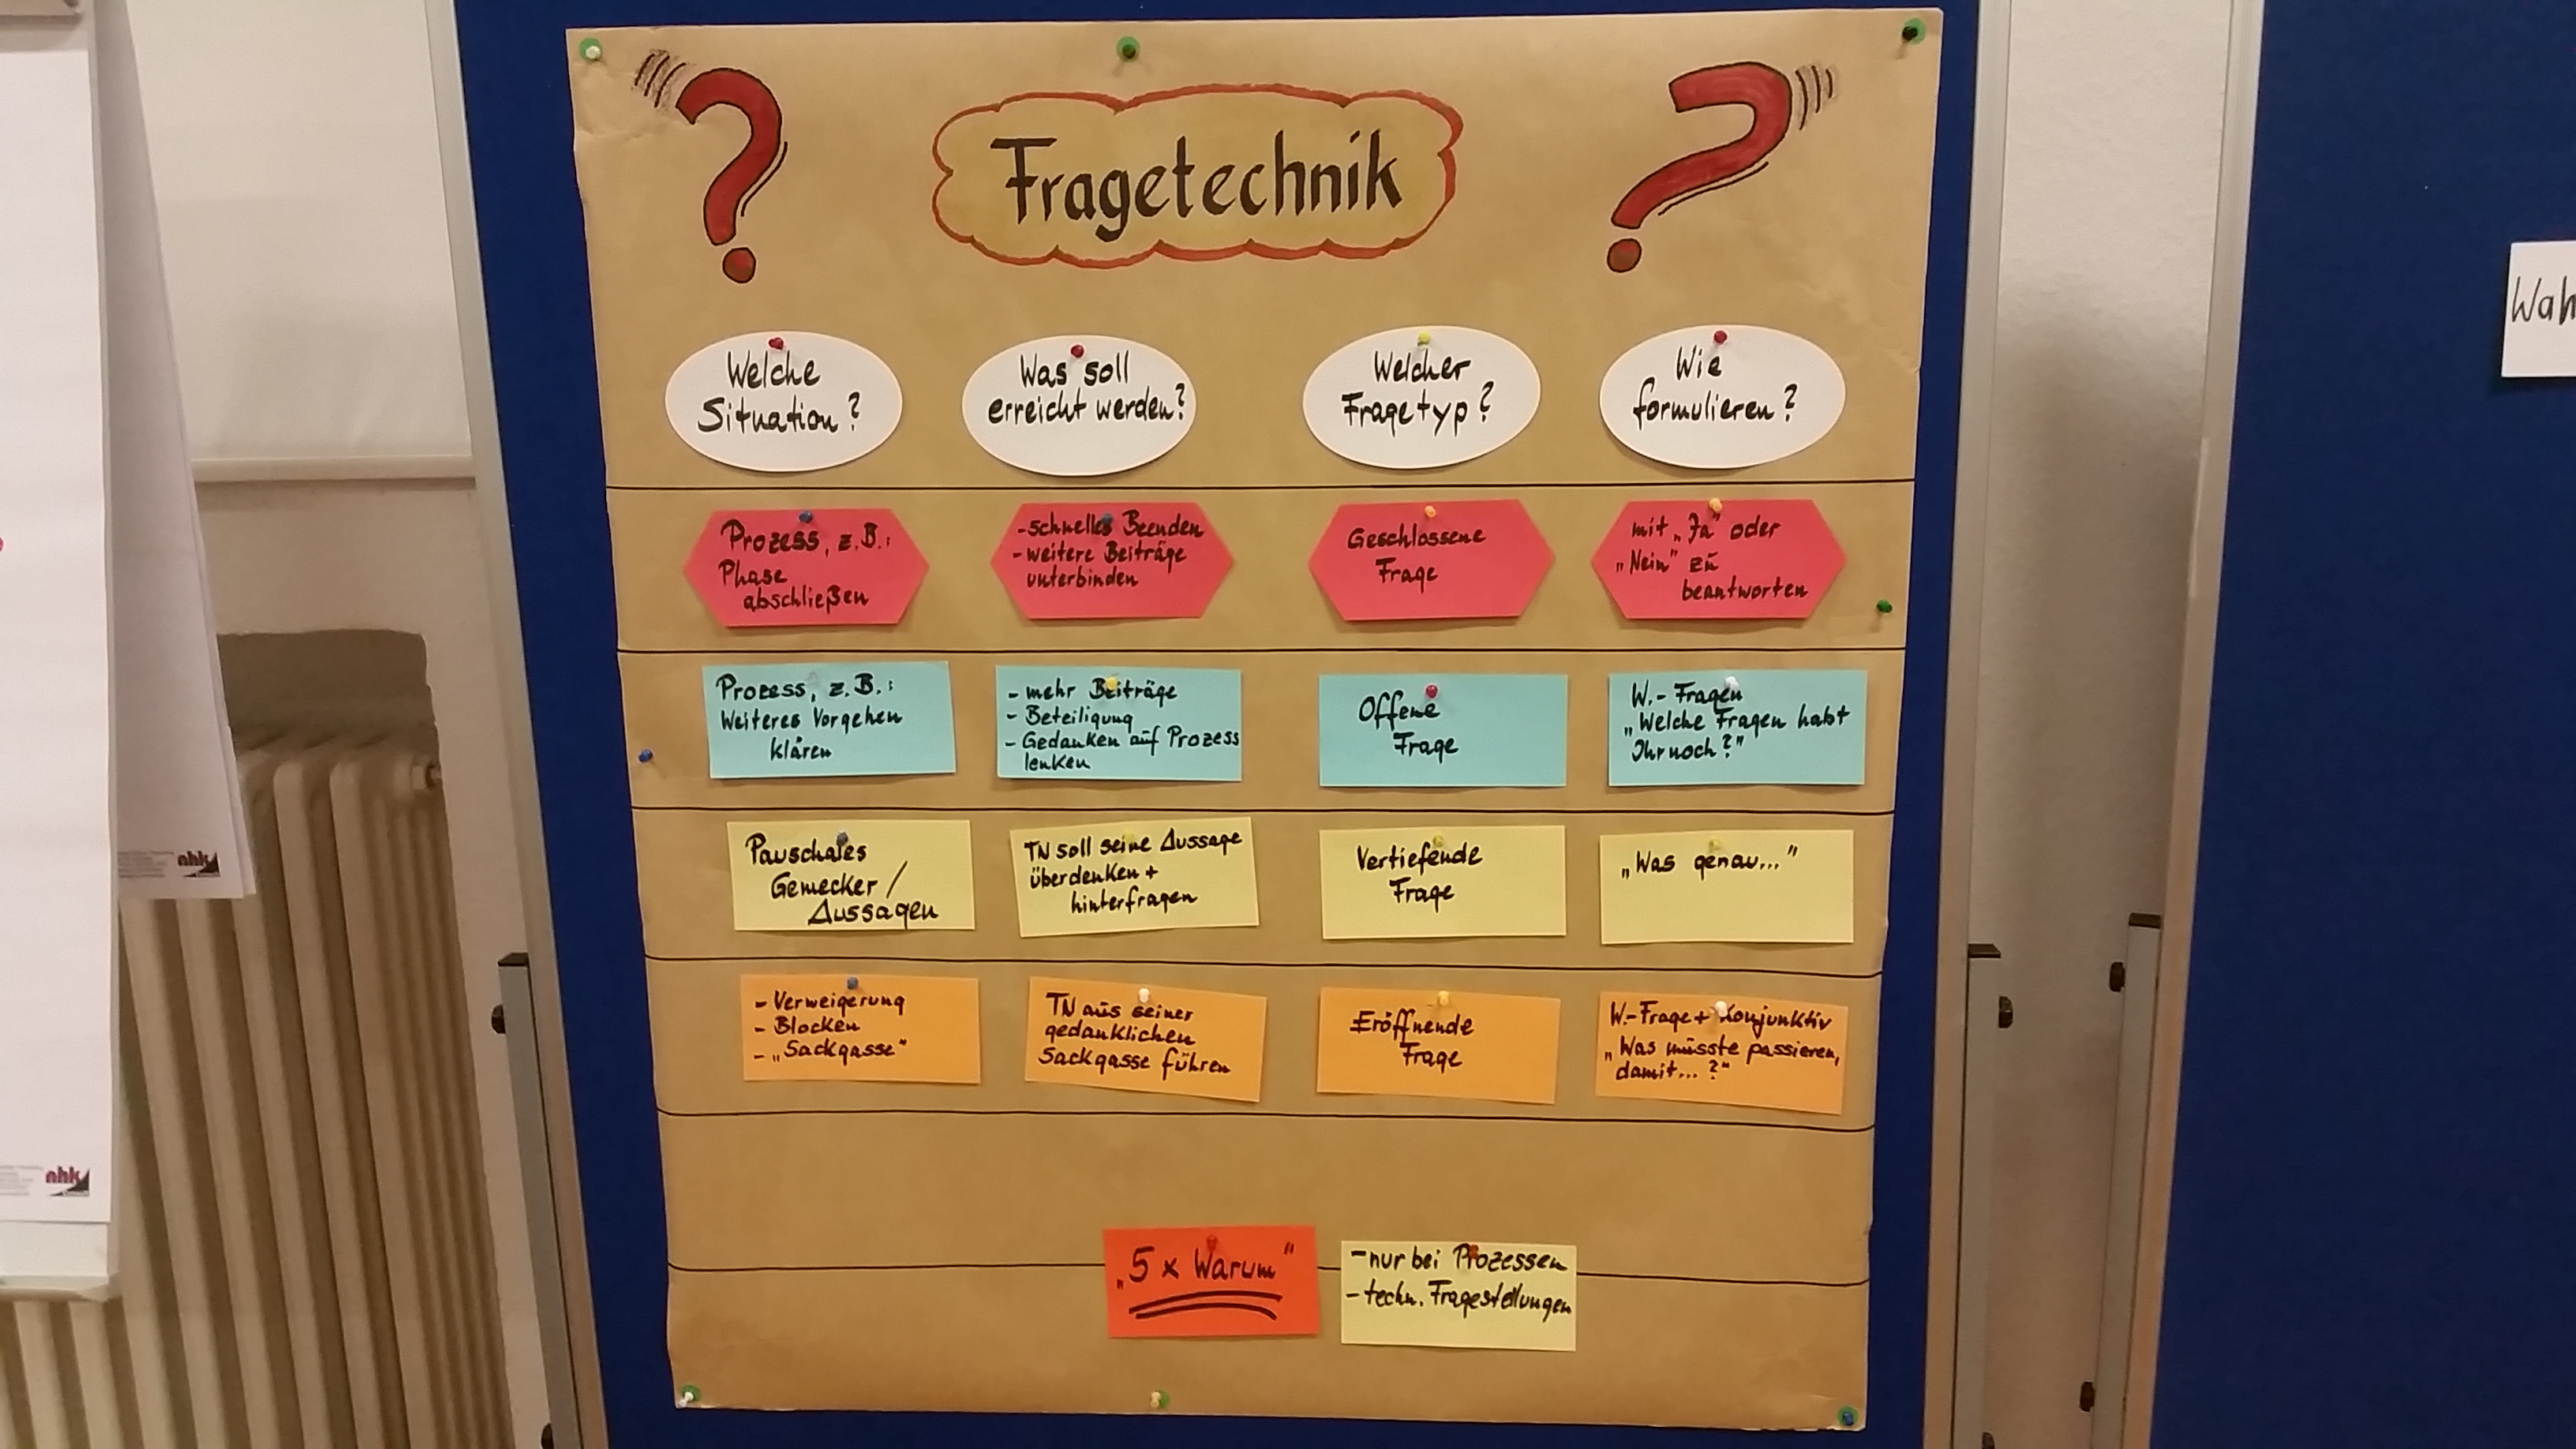 Fragetechnik
Welche
Situation?
Was soll
erreicht werden?
Welcher
Fragetyp?
Wie
formulieren?
Prozess, z.B.:
Phase
abschließen
- schnelles Beenden
- weitere Beiträge
unterbinden
Geschlossene
Frage
mit „Ja" oder
„Nein" zu
beantworten
Prozess, z.B.:
Weiteres Vorgehen
klären
- mehr Beiträge
- Beteiligung
- Gedanken auf Prozess
lenken
Offene
Frage
W.- Fragen
„Welche Fragen habt
Ihr noch?"
Pauschales
Gemecker /
Aussagen
TN soll seine Aussage
überdenken +
hinterfragen
Vertiefende
Frage
„Was genau..."
- Verweigerung
- Blocken
- „Sackgasse"
TN aus seiner
gedanklichen
Sackgasse führen
Eröffnende
Frage
W.-Frage + Konjunktiv
„Was müsste passieren,
damit... ?"
„5 x Warum"
- nur bei Prozessen
- techn. Fragestellungen
Wah
nhk
nhk